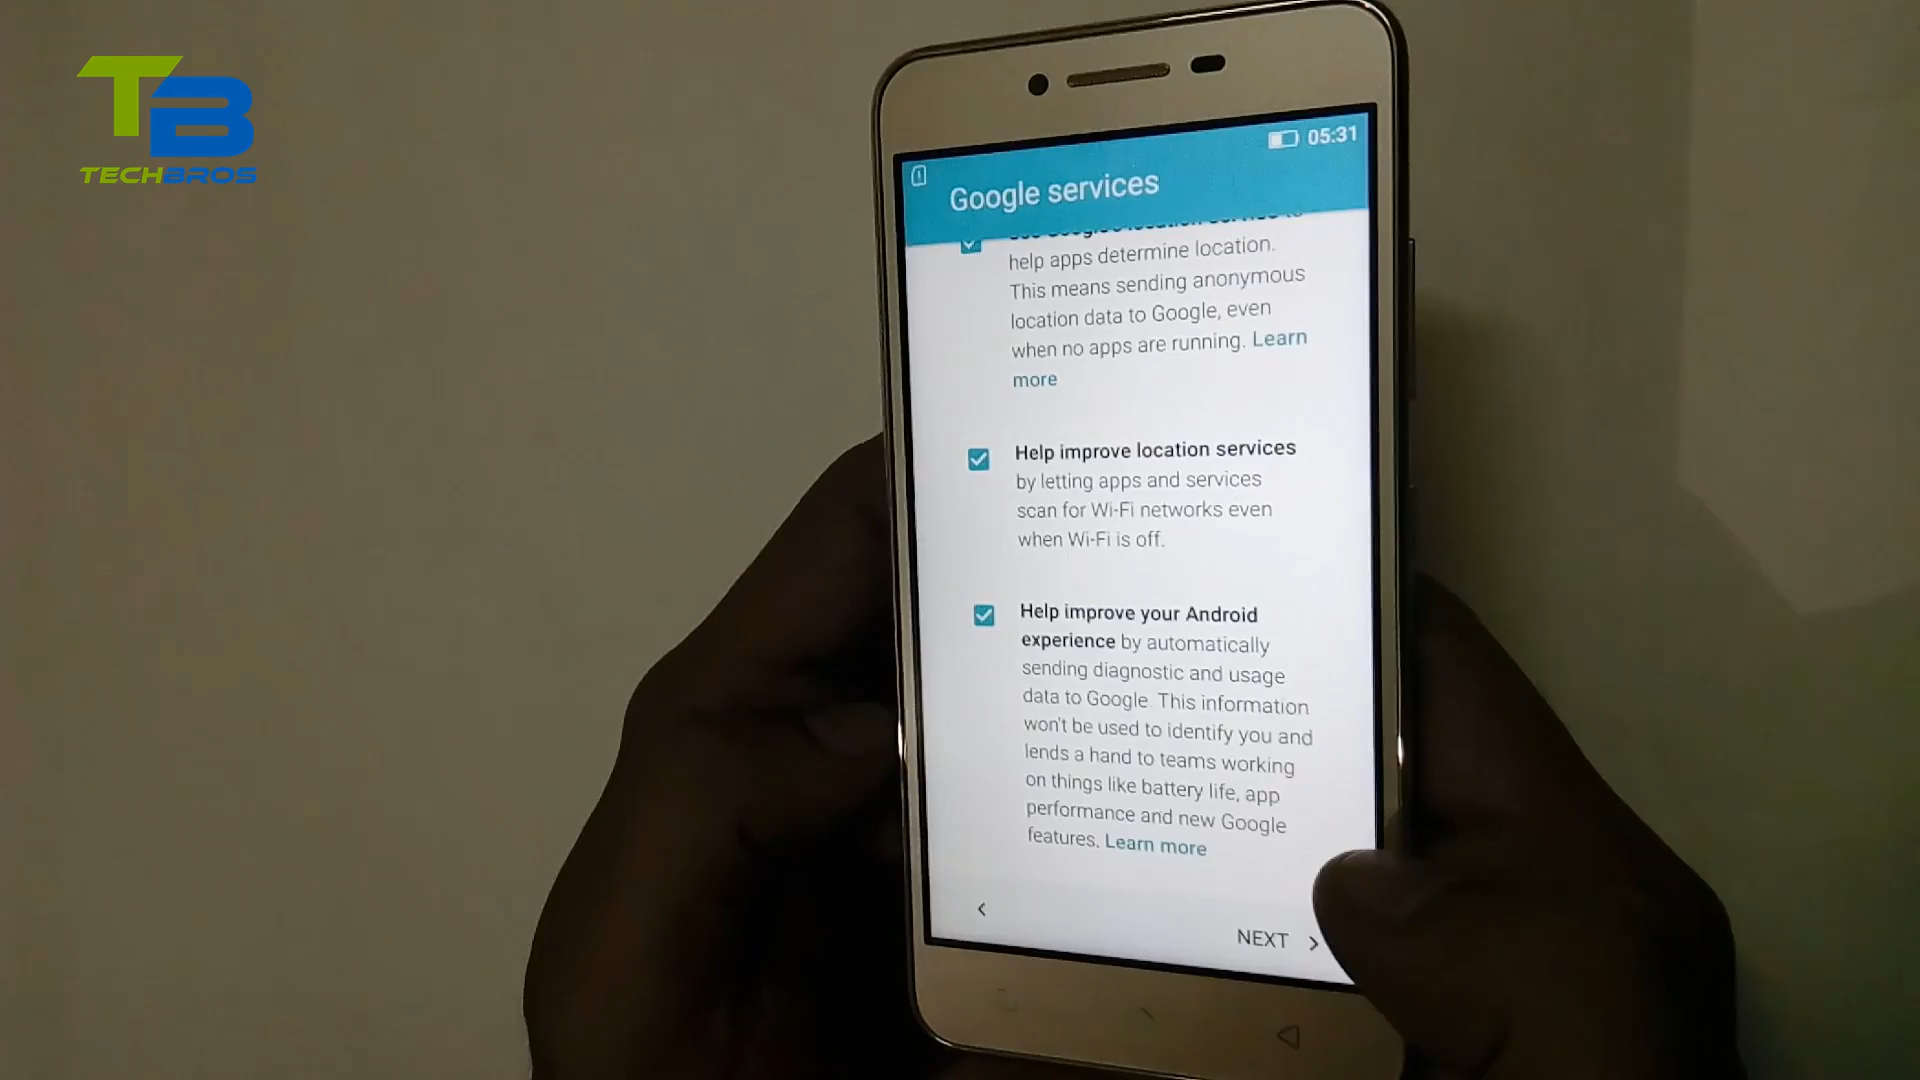 TB
TECHBROS
05:31
Google services
help apps determine location.
This means sending anonymous
location data to Google, even
when no apps are running. Learn
more
Help improve location services
by letting apps and services
scan for Wi-Fi networks even
when Wi-Fi is off.
Help improve your Android
experience by automatically
sending diagnostic and usage
data to Google. This information
won't be used to identify you and
lends a hand to teams working
on things like battery life, app
performance and new Google
features. Learn more
NEXT